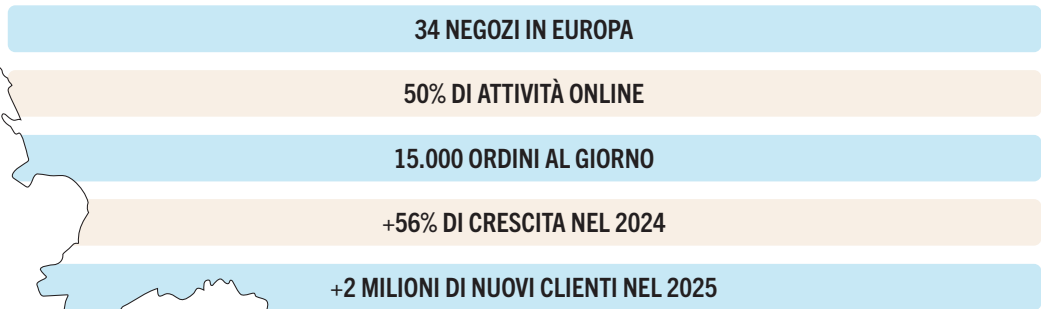 34 NEGOZI IN EUROPA
50% DI ATTIVITÀ ONLINE
15.000 ORDINI AL GIORNO
+56% DI CRESCITA NEL 2024
+2 MILIONI DI NUOVI CLIENTI NEL 2025